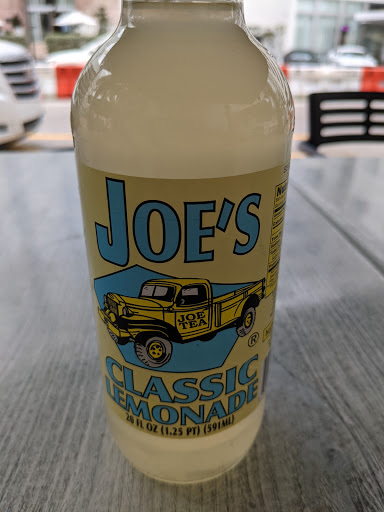 JOE'S
JOE
TEA
®
CLASSIC
LEMONADE
20 FL OZ (1.25 PT) (591ML)